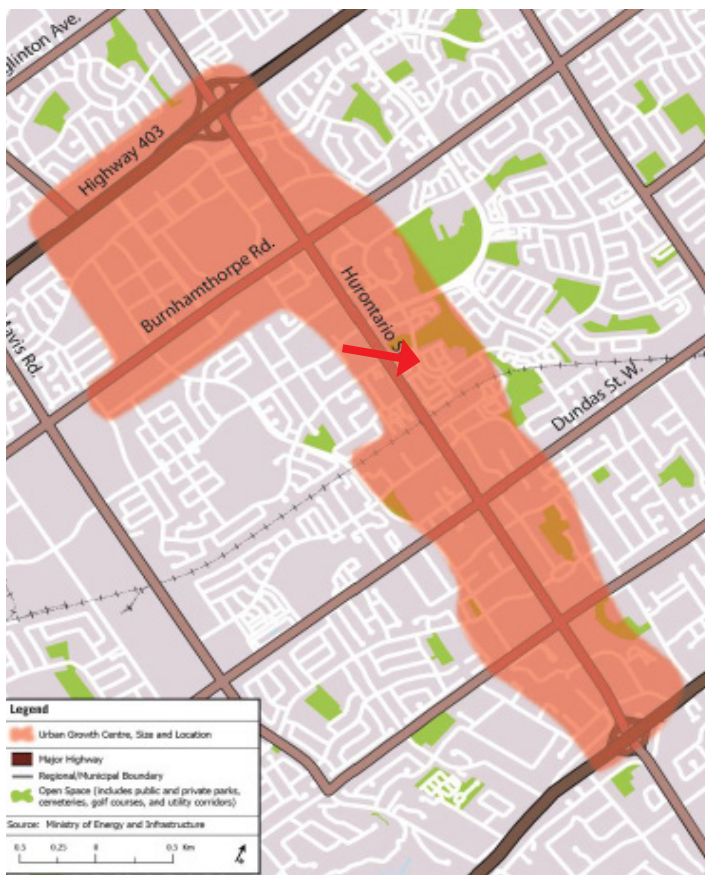 glinton Ave.
Highway 403
Burnhamthorpe Rd.
Hurontario S
Mavis Rd.
Dundas St. W.
Legend
Urban Growth Centre, Size and Location
Major Highway
Regional/Municipal Boundary
Open Space (includes public and private parks,
cemeteries, golf courses, and utility corridors)
Source: Ministry of Energy and Infrastructure
0.5 0.25 0 0.5 Km